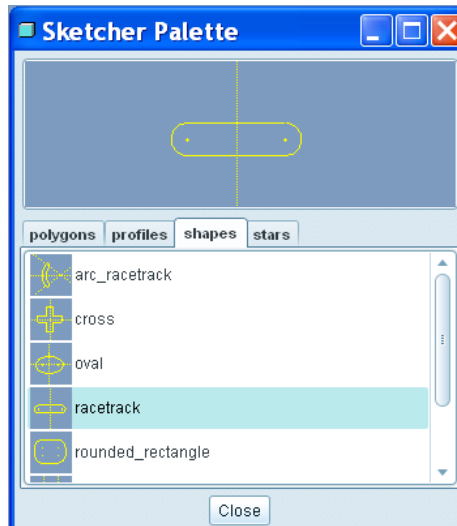 Sketcher Palette
polygons profiles shapes stars
arc_racetrack
cross
oval
racetrack
rounded_rectangle
Close